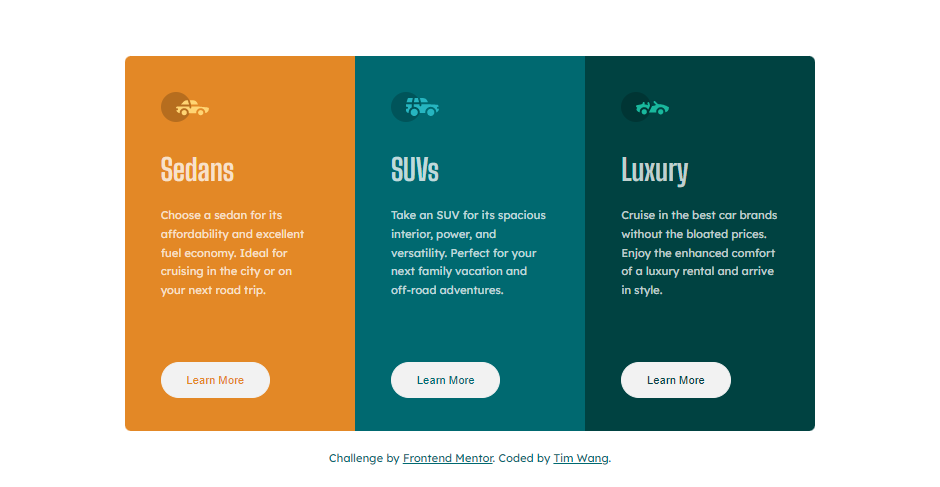 Sedans
Choose a sedan for its
affordability and excellent
fuel economy. Ideal for
cruising in the city or on
your next road trip.
Learn More
SUVs
Take an SUV for its spacious
interior, power, and
versatility. Perfect for your
next family vacation and
off-road adventures.
Learn More
Luxury
Cruise in the best car brands
without the bloated prices.
Enjoy the enhanced comfort
of a luxury rental and arrive
in style.
Learn More
Challenge by Frontend Mentor. Coded by Tim Wang.